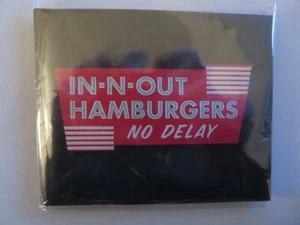 IN-N-OUT
HAMBURGERS
NO DELAY